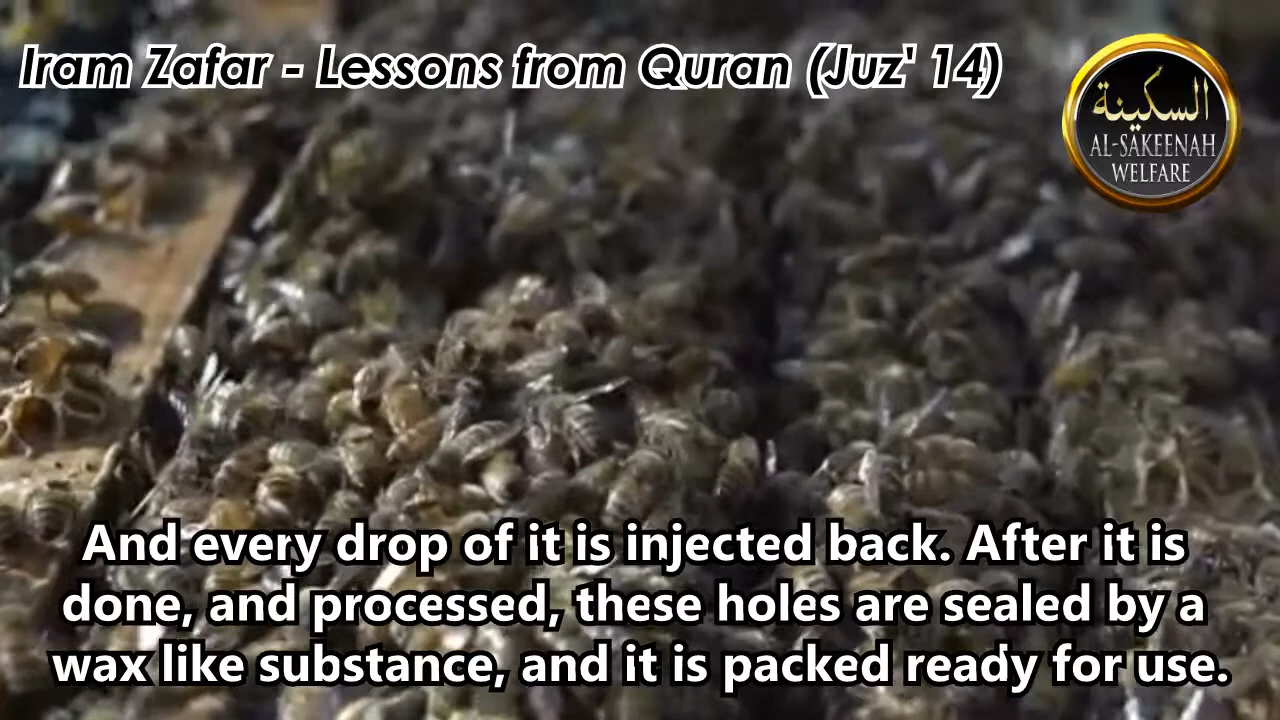 Iram Zafar - Lessons from Quran (Juz' 14)
السكينة
AL-SAKEENAH
WELFARE
And every drop of it is injected back. After it is
done, and processed, these holes are sealed by a
wax like substance, and it is packed ready for use.